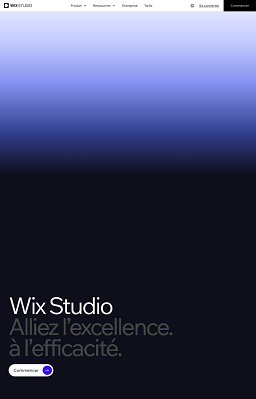 WIX STUDIO
Produit
Ressources
Entreprise
Tarifs
Se connecter
Commencer
Wix Studio
Alliez l'excellence.
à l'efficacité.
Commencer